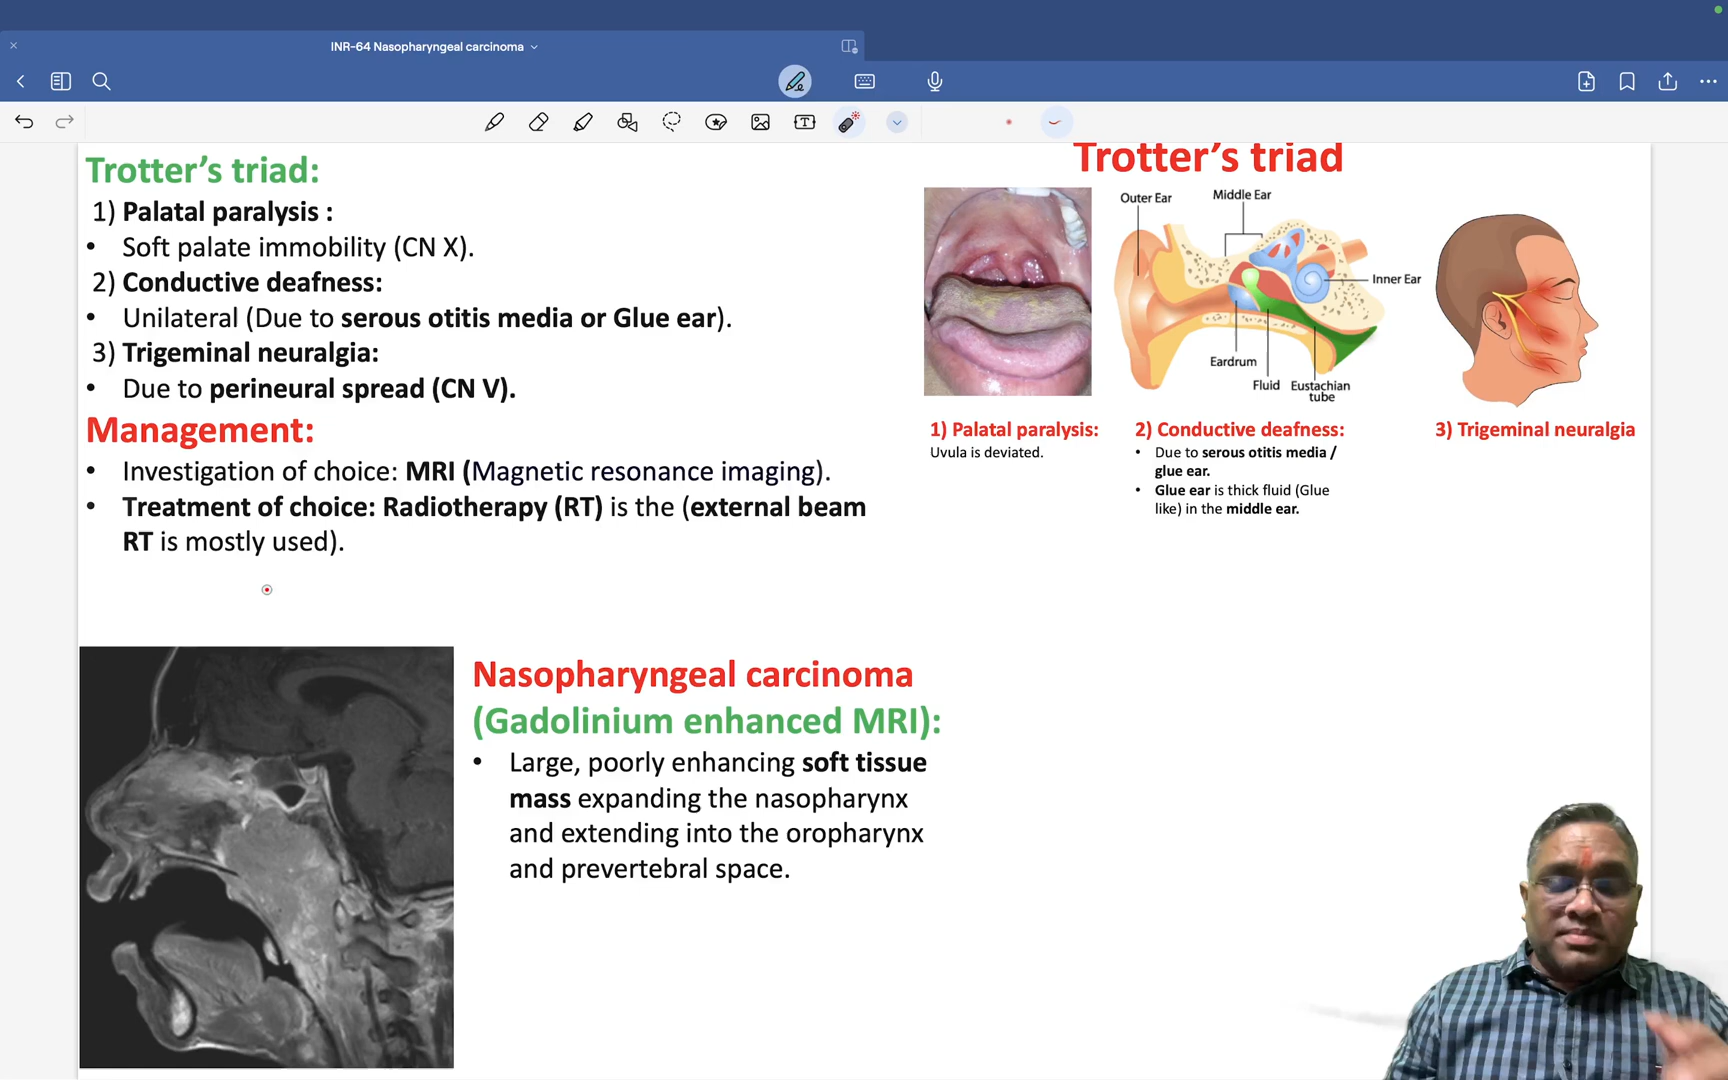 INR-64 Nasopharyngeal carcinoma
Trotter's triad:
1) Palatal paralysis :
• Soft palate immobility (CN X).
2) Conductive deafness:
• Unilateral (Due to serous otitis media or Glue ear).
3) Trigeminal neuralgia:
• Due to perineural spread (CN V).
Management:
• Investigation of choice: MRI (Magnetic resonance imaging).
• Treatment of choice: Radiotherapy (RT) is the (external beam
RT is mostly used).
Trotter's triad
Outer Ear
Middle Ear
Inner Ear
Eardrum
Fluid
Eustachian
tube
1) Palatal paralysis:
Uvula is deviated.
2) Conductive deafness:
• Due to serous otitis media /
glue ear.
• Glue ear is thick fluid (Glue
like) in the middle ear.
3) Trigeminal neuralgia
Nasopharyngeal carcinoma
(Gadolinium enhanced MRI):
• Large, poorly enhancing soft tissue
mass expanding the nasopharynx
and extending into the oropharynx
and prevertebral space.